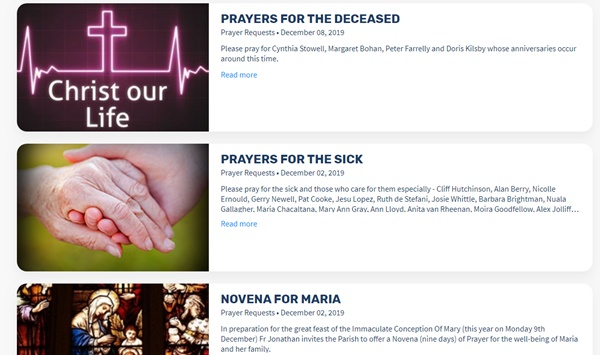 Christ our
Life
PRAYERS FOR THE DECEASED
Prayer Requests • December 08, 2019
Please pray for Cynthia Stowell, Margaret Bohan, Peter Farrelly and Doris Kilsby whose anniversaries occur
around this time.
Read more
PRAYERS FOR THE SICK
Prayer Requests • December 02, 2019
Please pray for the sick and those who care for them especially - Cliff Hutchinson, Alan Berry, Nicolle
Ernould, Gerry Newell, Pat Cooke, Jesu Lopez, Ruth de Stefani, Josie Whittle, Barbara Brightman, Nuala
Gallagher, Maria Chacaltana, Mary Ann Gray, Ann Lloyd, Anita van Rheenan, Moira Goodfellow, Alex Jolliff…
Read more
NOVENA FOR MARIA
Prayer Requests • December 02, 2019
In preparation for the great feast of the Immaculate Conception Of Mary (this year on Monday 9th
December) Fr Jonathan invites the Parish to offer a Novena (nine days) of Prayer for the well-being of Maria
and her family.